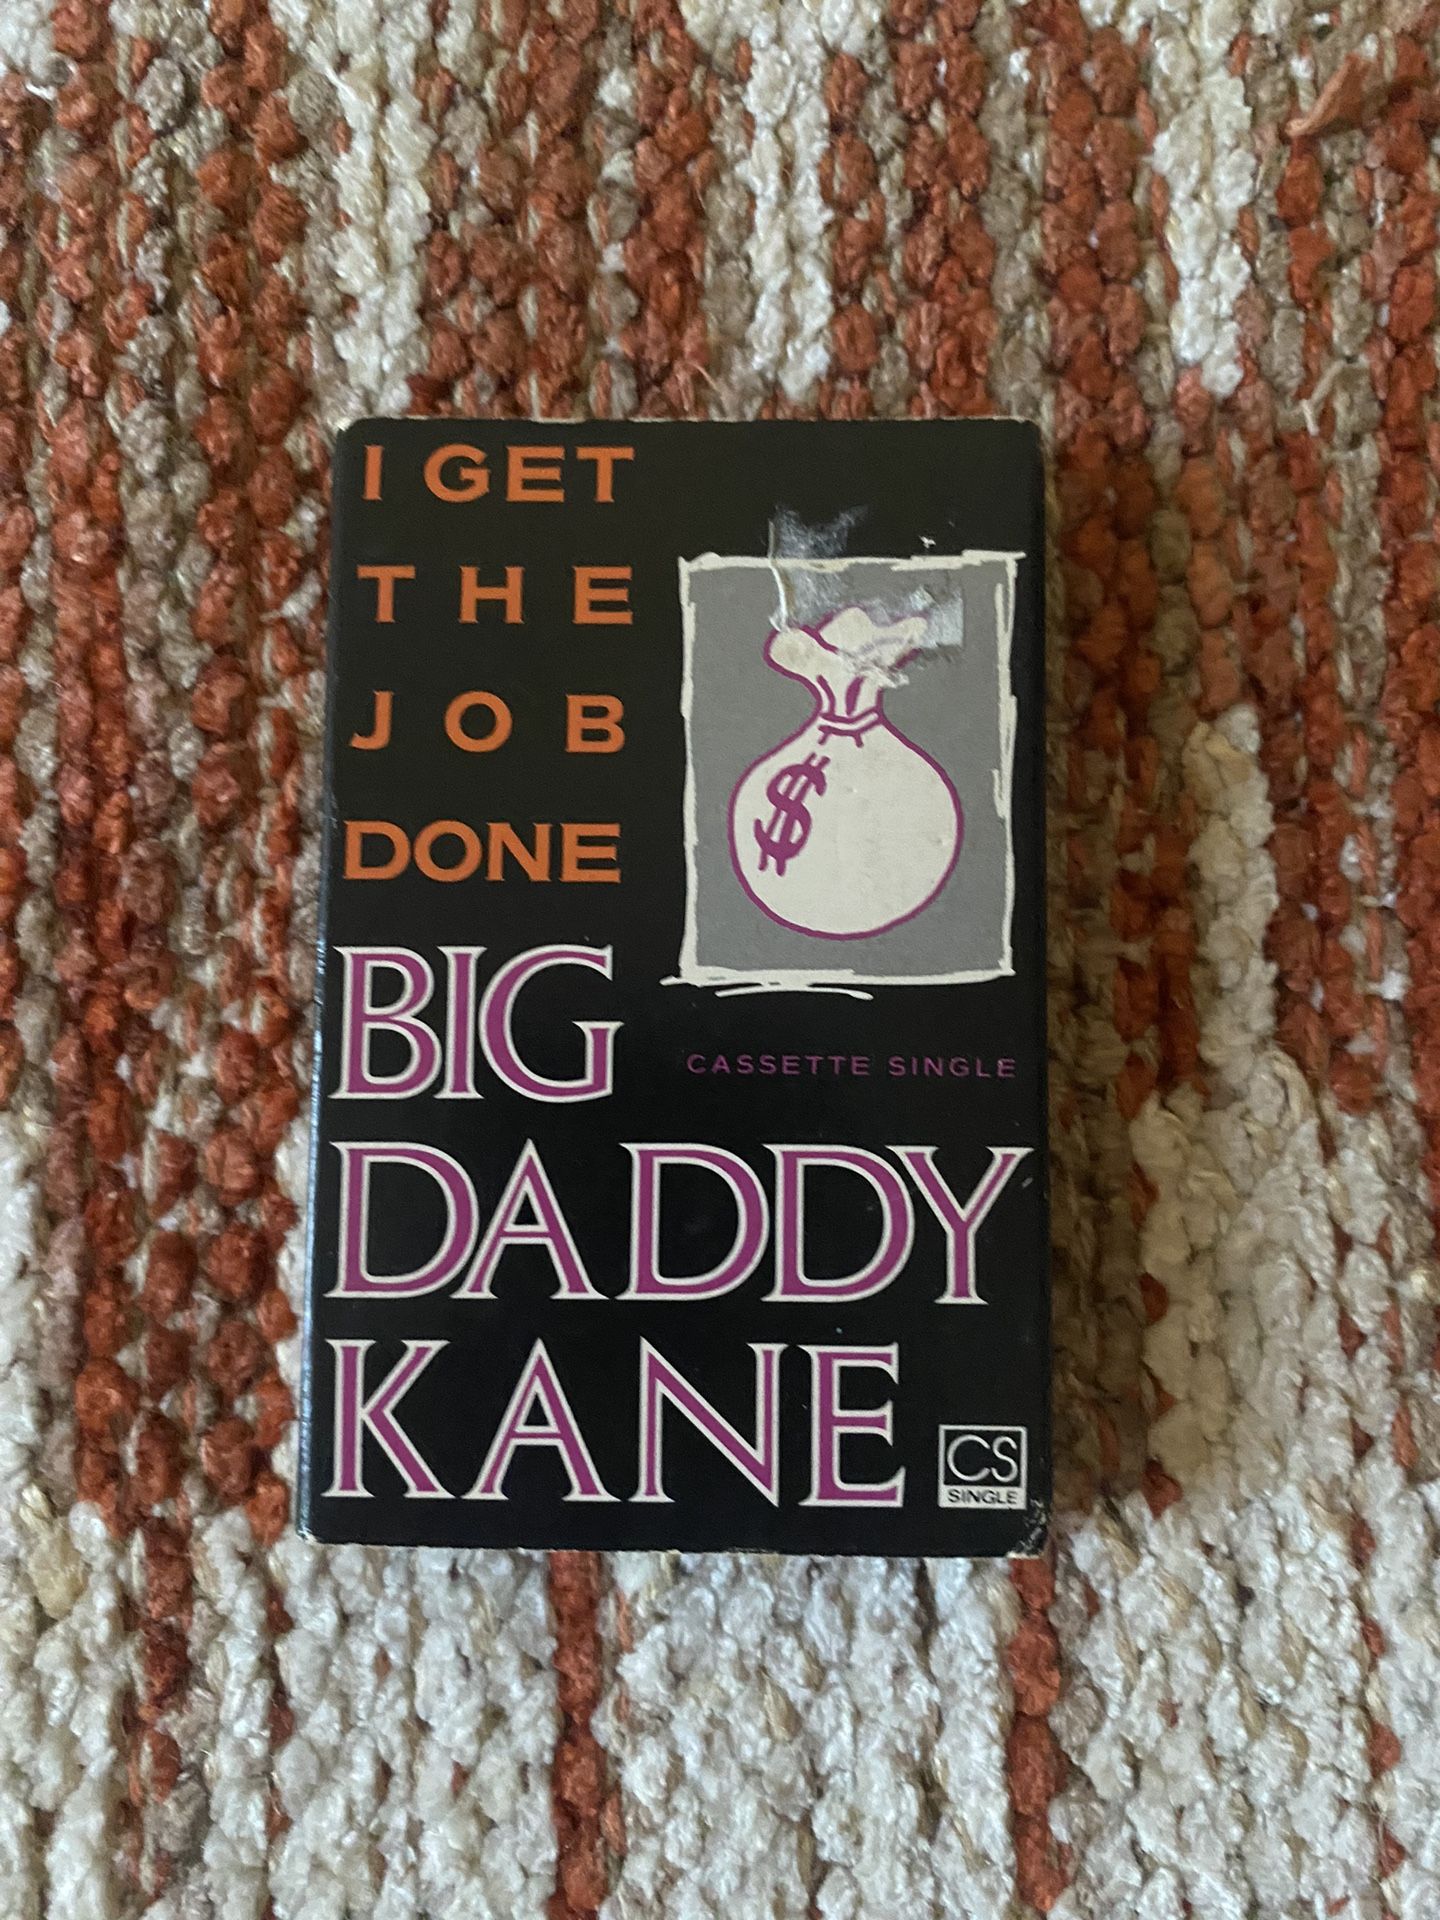 I GET
THE
JOB
DONE
$
BIG
CASSETTE SINGLE
DADDY
KANE
CS
SINGLE